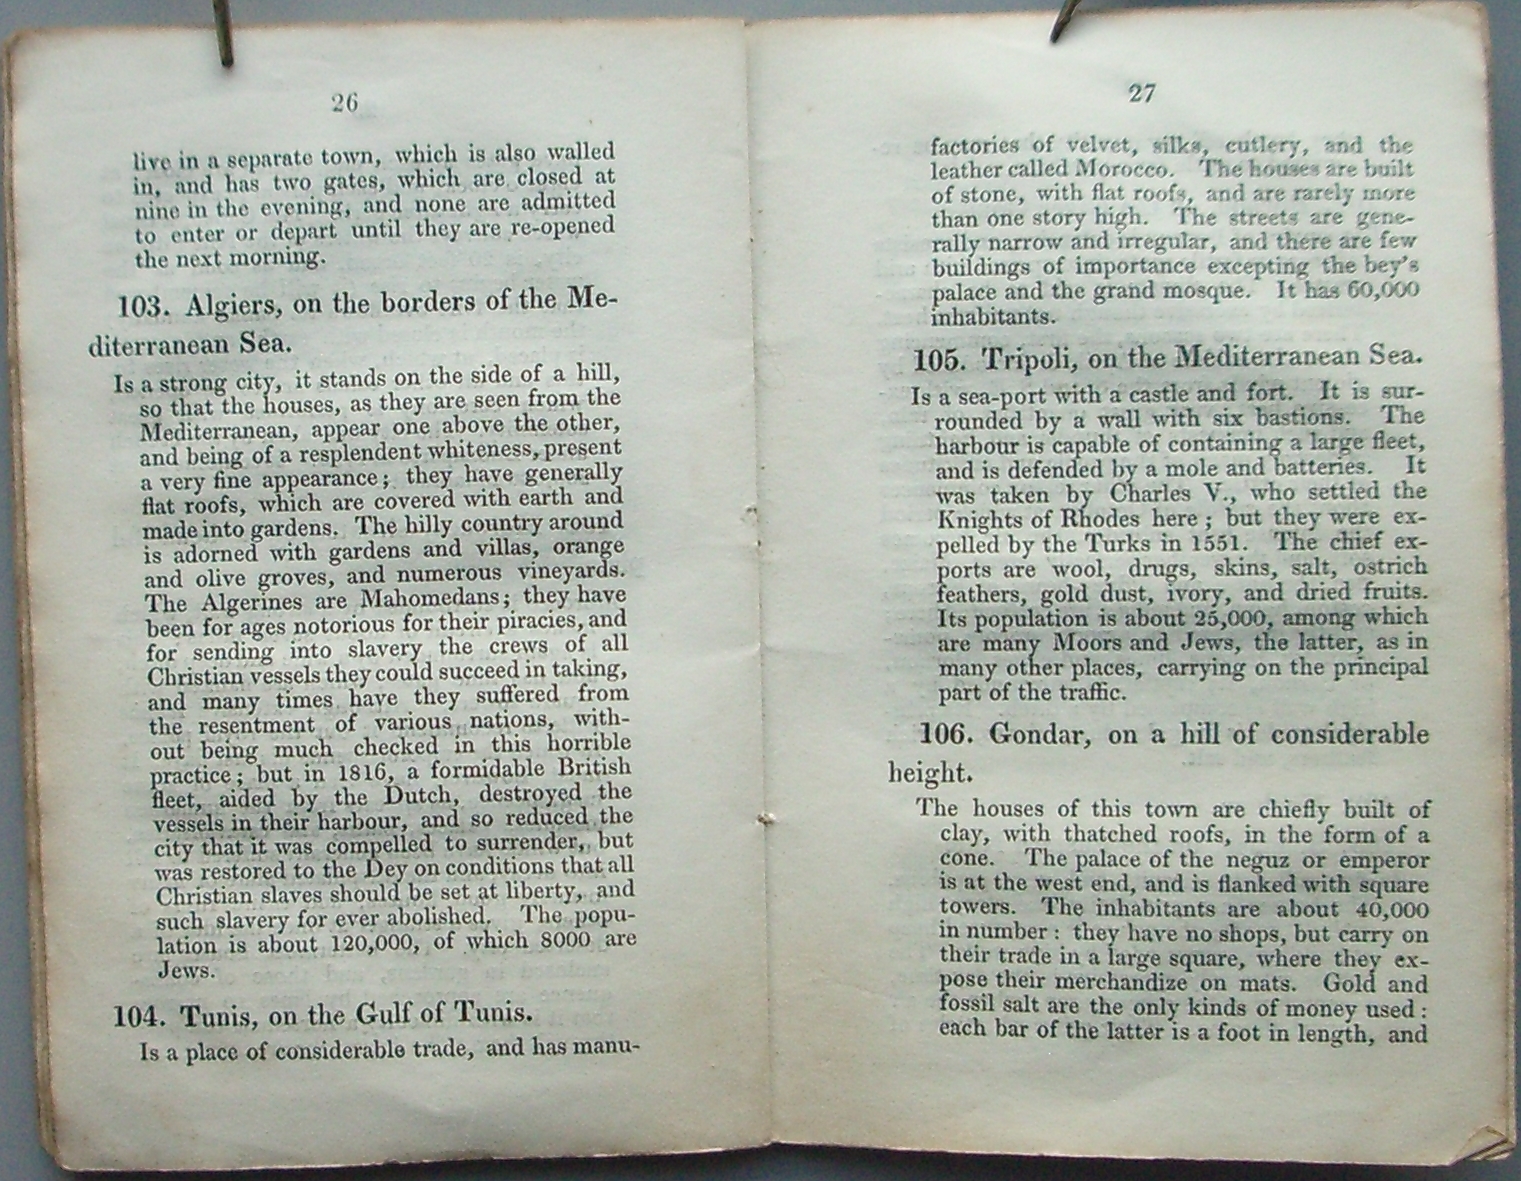 26
live in a separate town, which is also walled
in, and has two gates, which are closed at
nine in the evening, and none are admitted
to enter or depart until they are re-opened
the next morning.
103. Algiers, on the borders of the Me-
diterranean Sea.
Is a strong city, it stands on the side of a hill,
so that the houses, as they are seen from the
Mediterranean, appear one above the other,
and being of a resplendent whiteness, present
a very fine appearance; they have generally
flat roofs, which are covered with earth and
made into gardens. The hilly country around
is adorned with gardens and villas, orange
and olive groves, and numerous vineyards.
The Algerines are Mahomedans; they have
been for ages notorious for their piracies, and
for sending into slavery the crews of all
Christian vessels they could succeed in taking,
and many times have they suffered from
the resentment of various nations, with-
out being much checked in this horrible
practice; but in 1816, a formidable British
fleet, aided by the Dutch, destroyed the
vessels in their harbour, and so reduced the
city that it was compelled to surrender, but
was restored to the Dey on conditions that all
Christian slaves should be set at liberty, and
such slavery for ever abolished. The popu-
lation is about 120,000, of which 8000 are
Jews.
104. Tunis, on the Gulf of Tunis.
Is a place of considerable trade, and has manu-
27
factories of velvet, silks, cutlery, and the
leather called Morocco. The houses are built
of stone, with flat roofs, and are rarely more
than one story high. The streets are gene-
rally narrow and irregular, and there are few
buildings of importance excepting the bey's
palace and the grand mosque. It has 60,000
inhabitants.
105. Tripoli, on the Mediterranean Sea.
Is a sea-port with a castle and fort. It is sur-
rounded by a wall with six bastions. The
harbour is capable of containing a large fleet,
and is defended by a mole and batteries. It
was taken by Charles V., who settled the
Knights of Rhodes here; but they were ex-
pelled by the Turks in 1551. The chief ex-
ports are wool, drugs, skins, salt, ostrich
feathers, gold dust, ivory, and dried fruits.
Its population is about 25,000, among which
are many Moors and Jews, the latter, as in
many other places, carrying on the principal
part of the traffic.
106. Gondar, on a hill of considerable
height.
The houses of this town are chiefly built of
clay, with thatched roofs, in the form of a
cone. The palace of the neguz or emperor
is at the west end, and is flanked with square
towers. The inhabitants are about 40,000
in number: they have no shops, but carry on
their trade in a large square, where they ex-
pose their merchandize on mats. Gold and
fossil salt are the only kinds of money used:
each bar of the latter is a foot in length, and